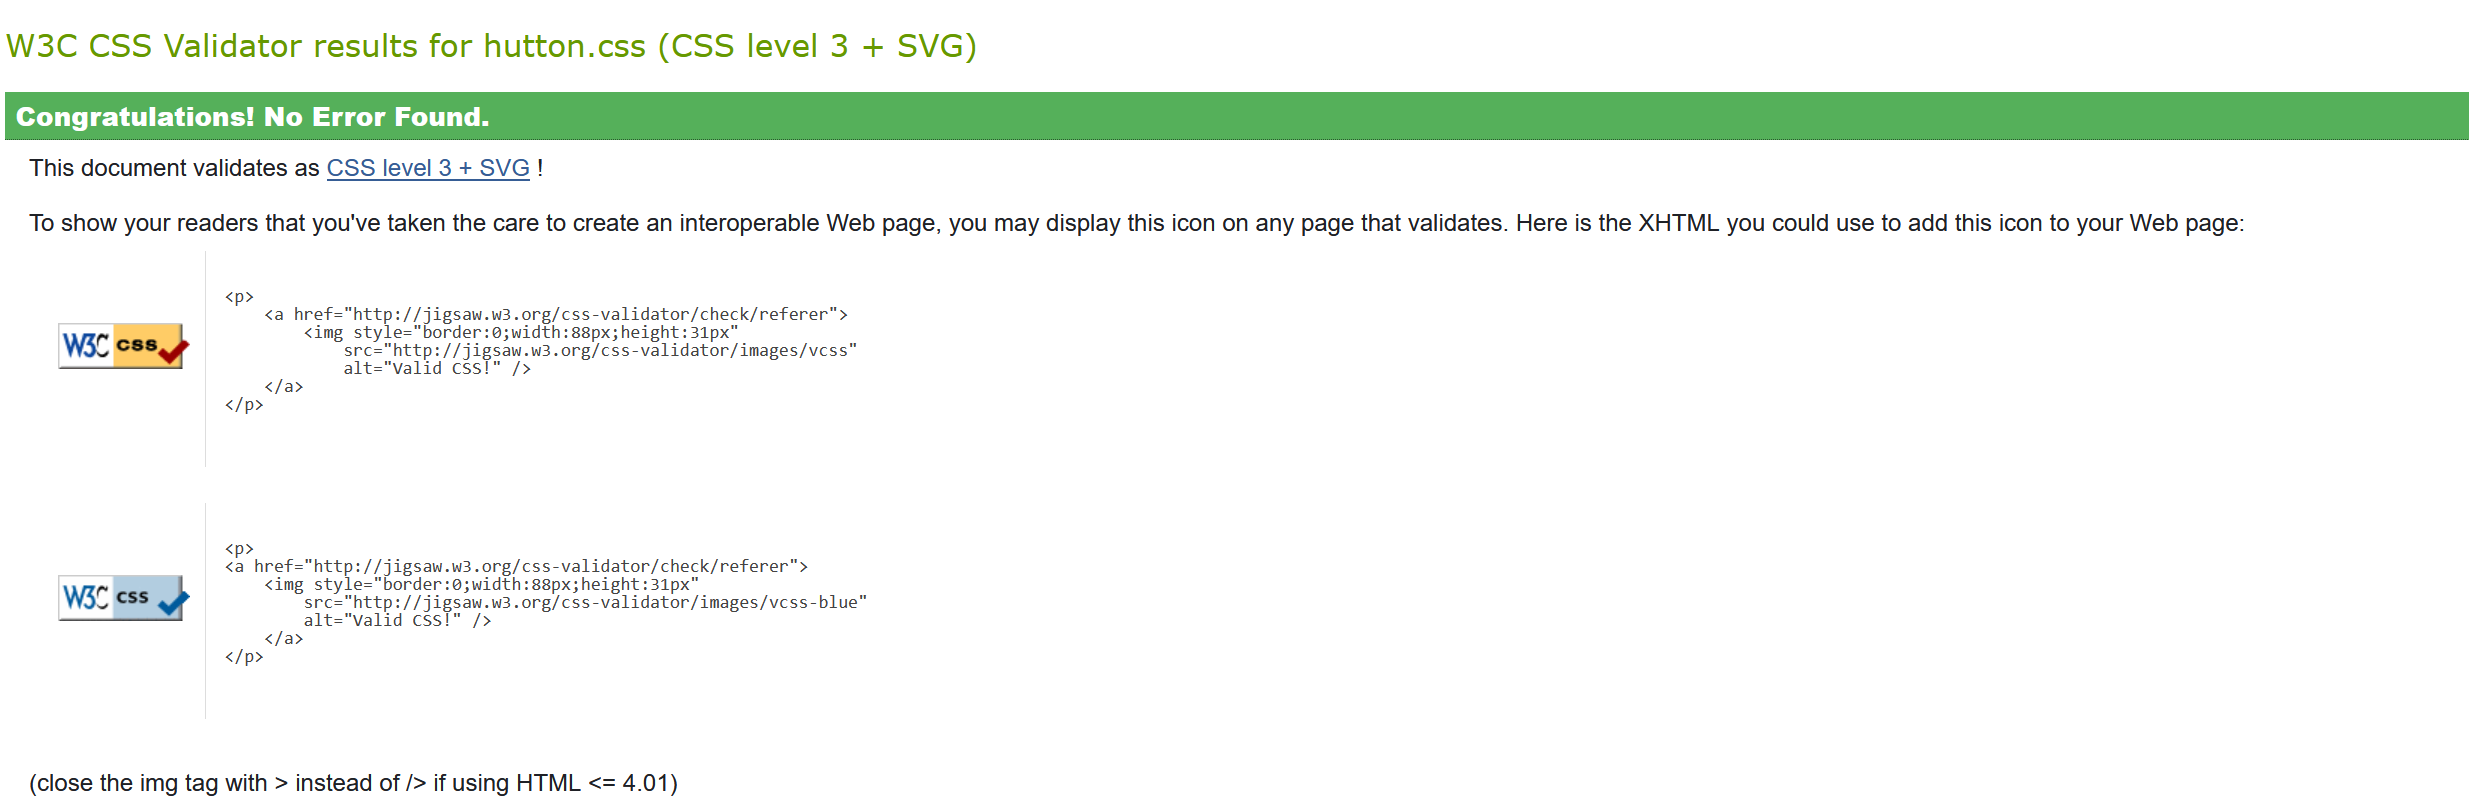 W3C CSS Validator results for hutton.css (CSS level 3 + SVG)
Congratulations! No Error Found.
This document validates as CSS level 3 + SVG !
To show your readers that you've taken the care to create an interoperable Web page, you may display this icon on any page that validates. Here is the XHTML you could use to add this icon to your Web page:
W3C css
<p>
    <a href="http://jigsaw.w3.org/css-validator/check/referer">
        <img style="border:0;width:88px;height:31px"
            src="http://jigsaw.w3.org/css-validator/images/vcss"
            alt="Valid CSS!" />
    </a>
</p>
W3C css
<p>
<a href="http://jigsaw.w3.org/css-validator/check/referer">
    <img style="border:0;width:88px;height:31px"
        src="http://jigsaw.w3.org/css-validator/images/vcss-blue"
        alt="Valid CSS!" />
    </a>
</p>
(close the img tag with > instead of /> if using HTML <= 4.01)